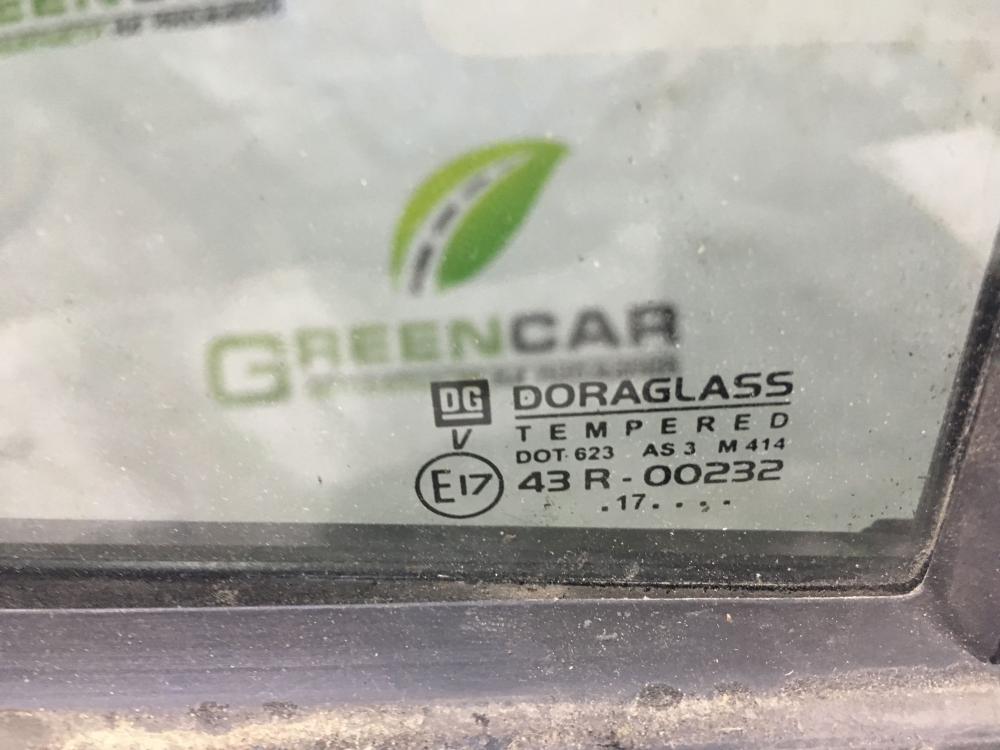 GREENCAR
DG DORAGLASS
V TEMPERED
DOT 623 AS 3 M 414
E17 43 R - 00232
.17. . . .